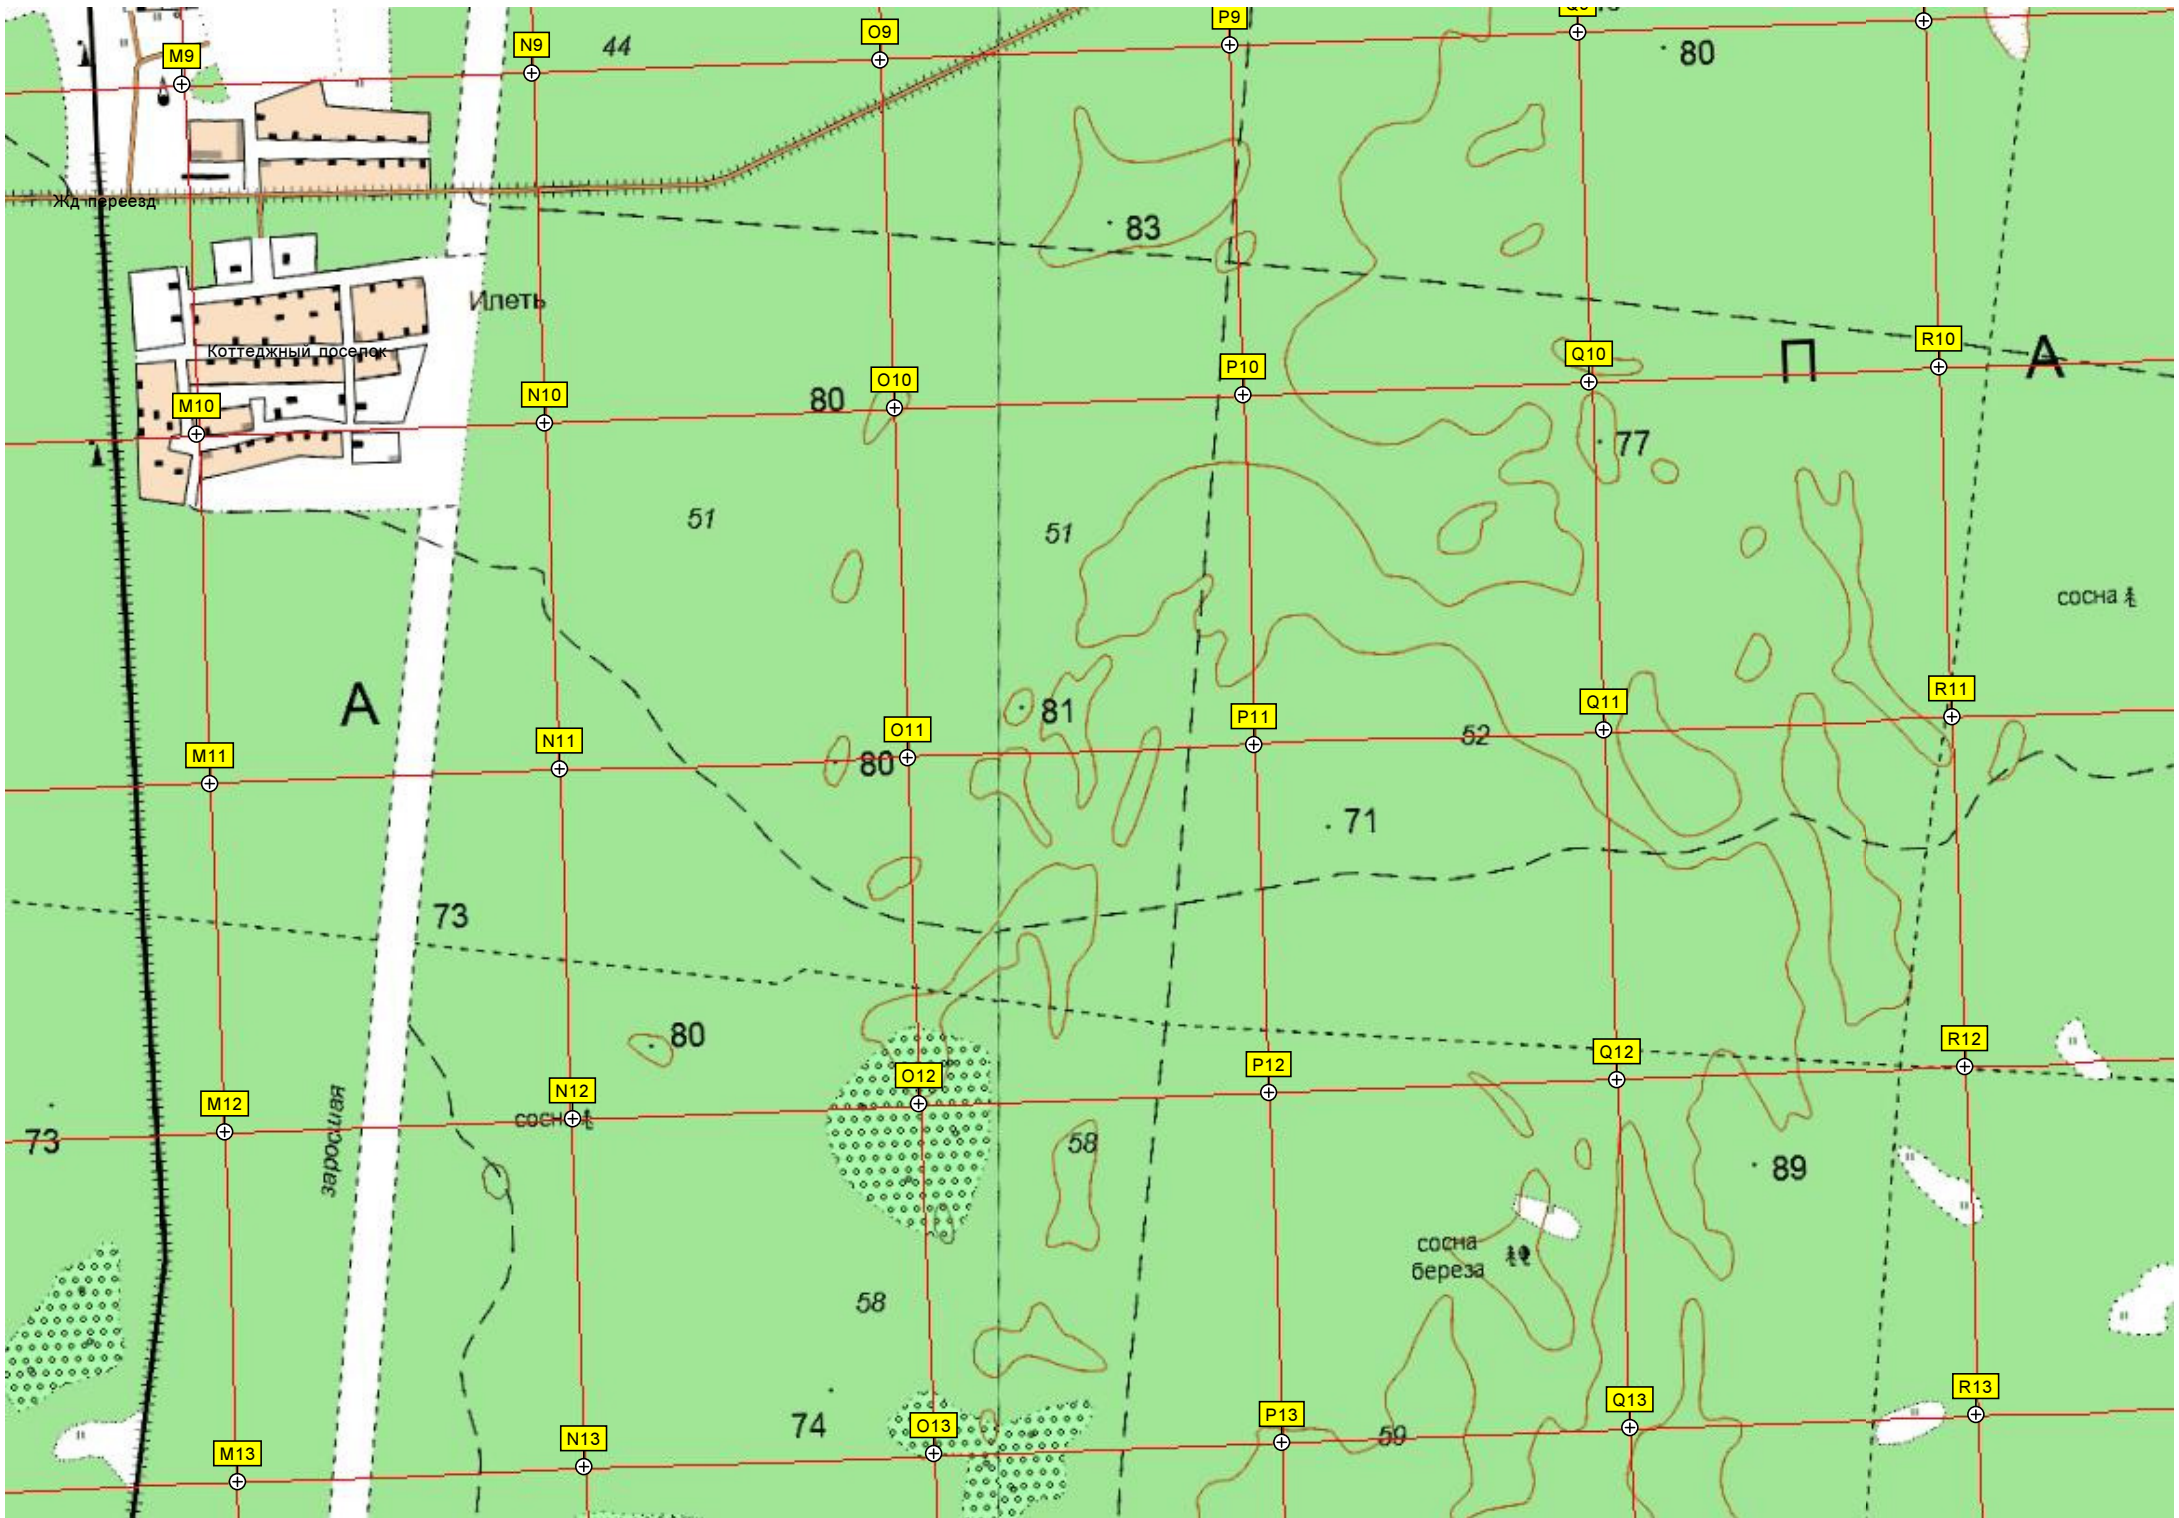 P9
Q9
O9
N9
44
80
M9
Жд переезд
83
Илеть
R10
П
А
Коттеджный поселок
Q10
P10
O10
N10
80
M10
77
51
51
сосна
А
R11
Q11
P11
O11
81
52
N11
80
M11
71
73
80
R12
Q12
P12
O12
N12
сосна
M12
73
заросшая
58
89
сосна
береза
58
R13
Q13
P13
O13
74
59
N13
M13